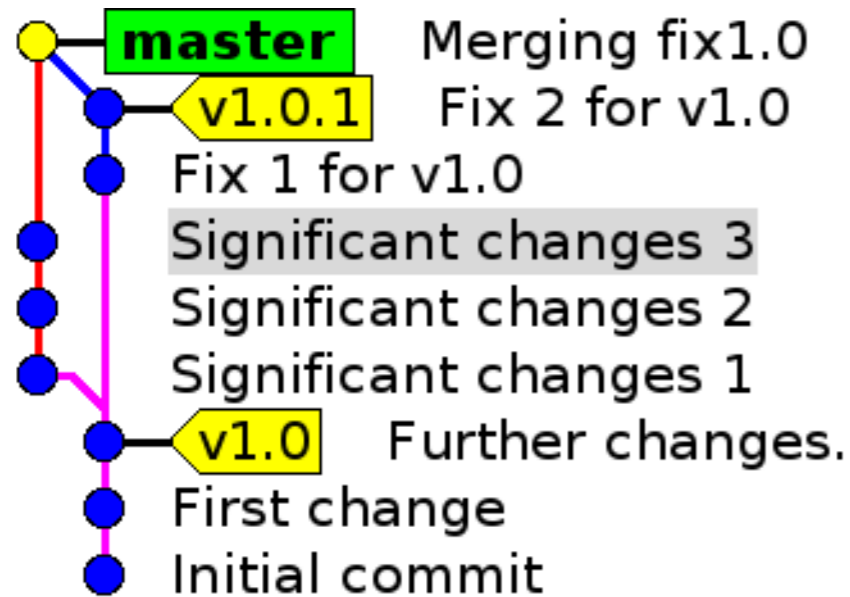 master Merging fix1.0
v1.0.1 Fix 2 for v1.0
Fix 1 for v1.0
Significant changes 3
Significant changes 2
Significant changes 1
v1.0 Further changes.
First change
Initial commit